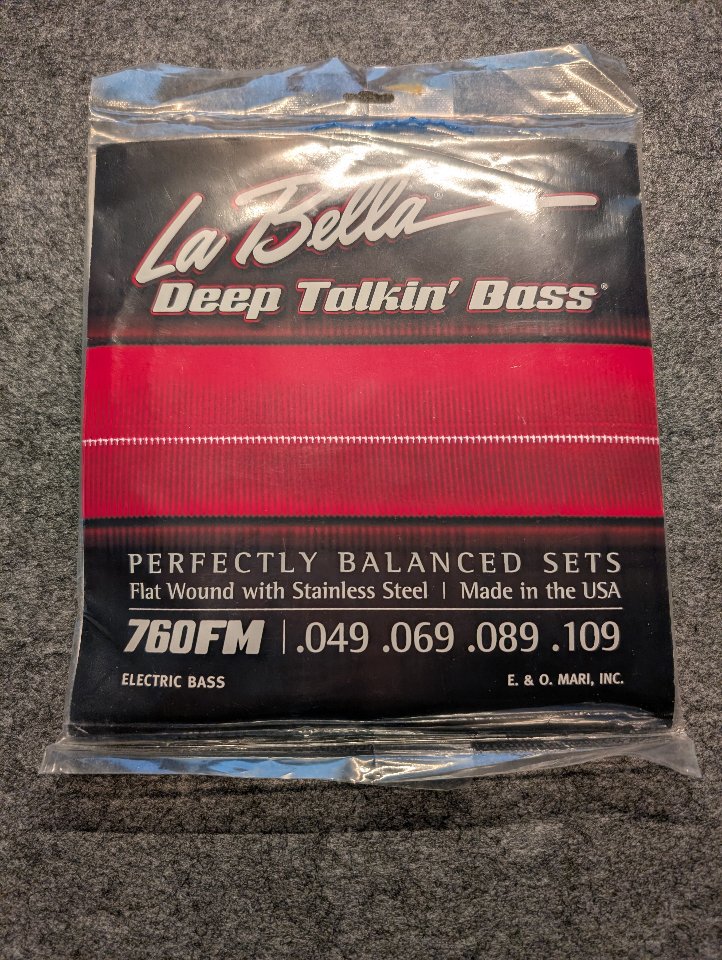 La Bella®
Deep Talkin' Bass®
PERFECTLY BALANCED SETS
Flat Wound with Stainless Steel | Made in the USA
760FM | .049 .069 .089 .109
ELECTRIC BASS E. & O. MARI, INC.